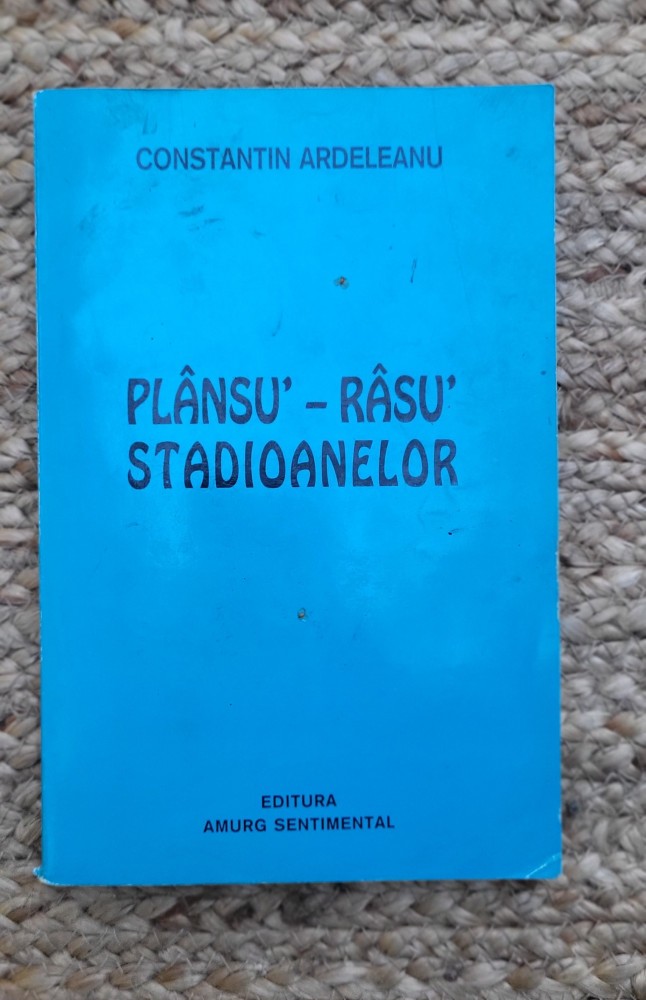 CONSTANTIN ARDELEANU
PLÂNSU' – RÂSU'
STADIOANELOR
EDITURA
AMURG SENTIMENTAL